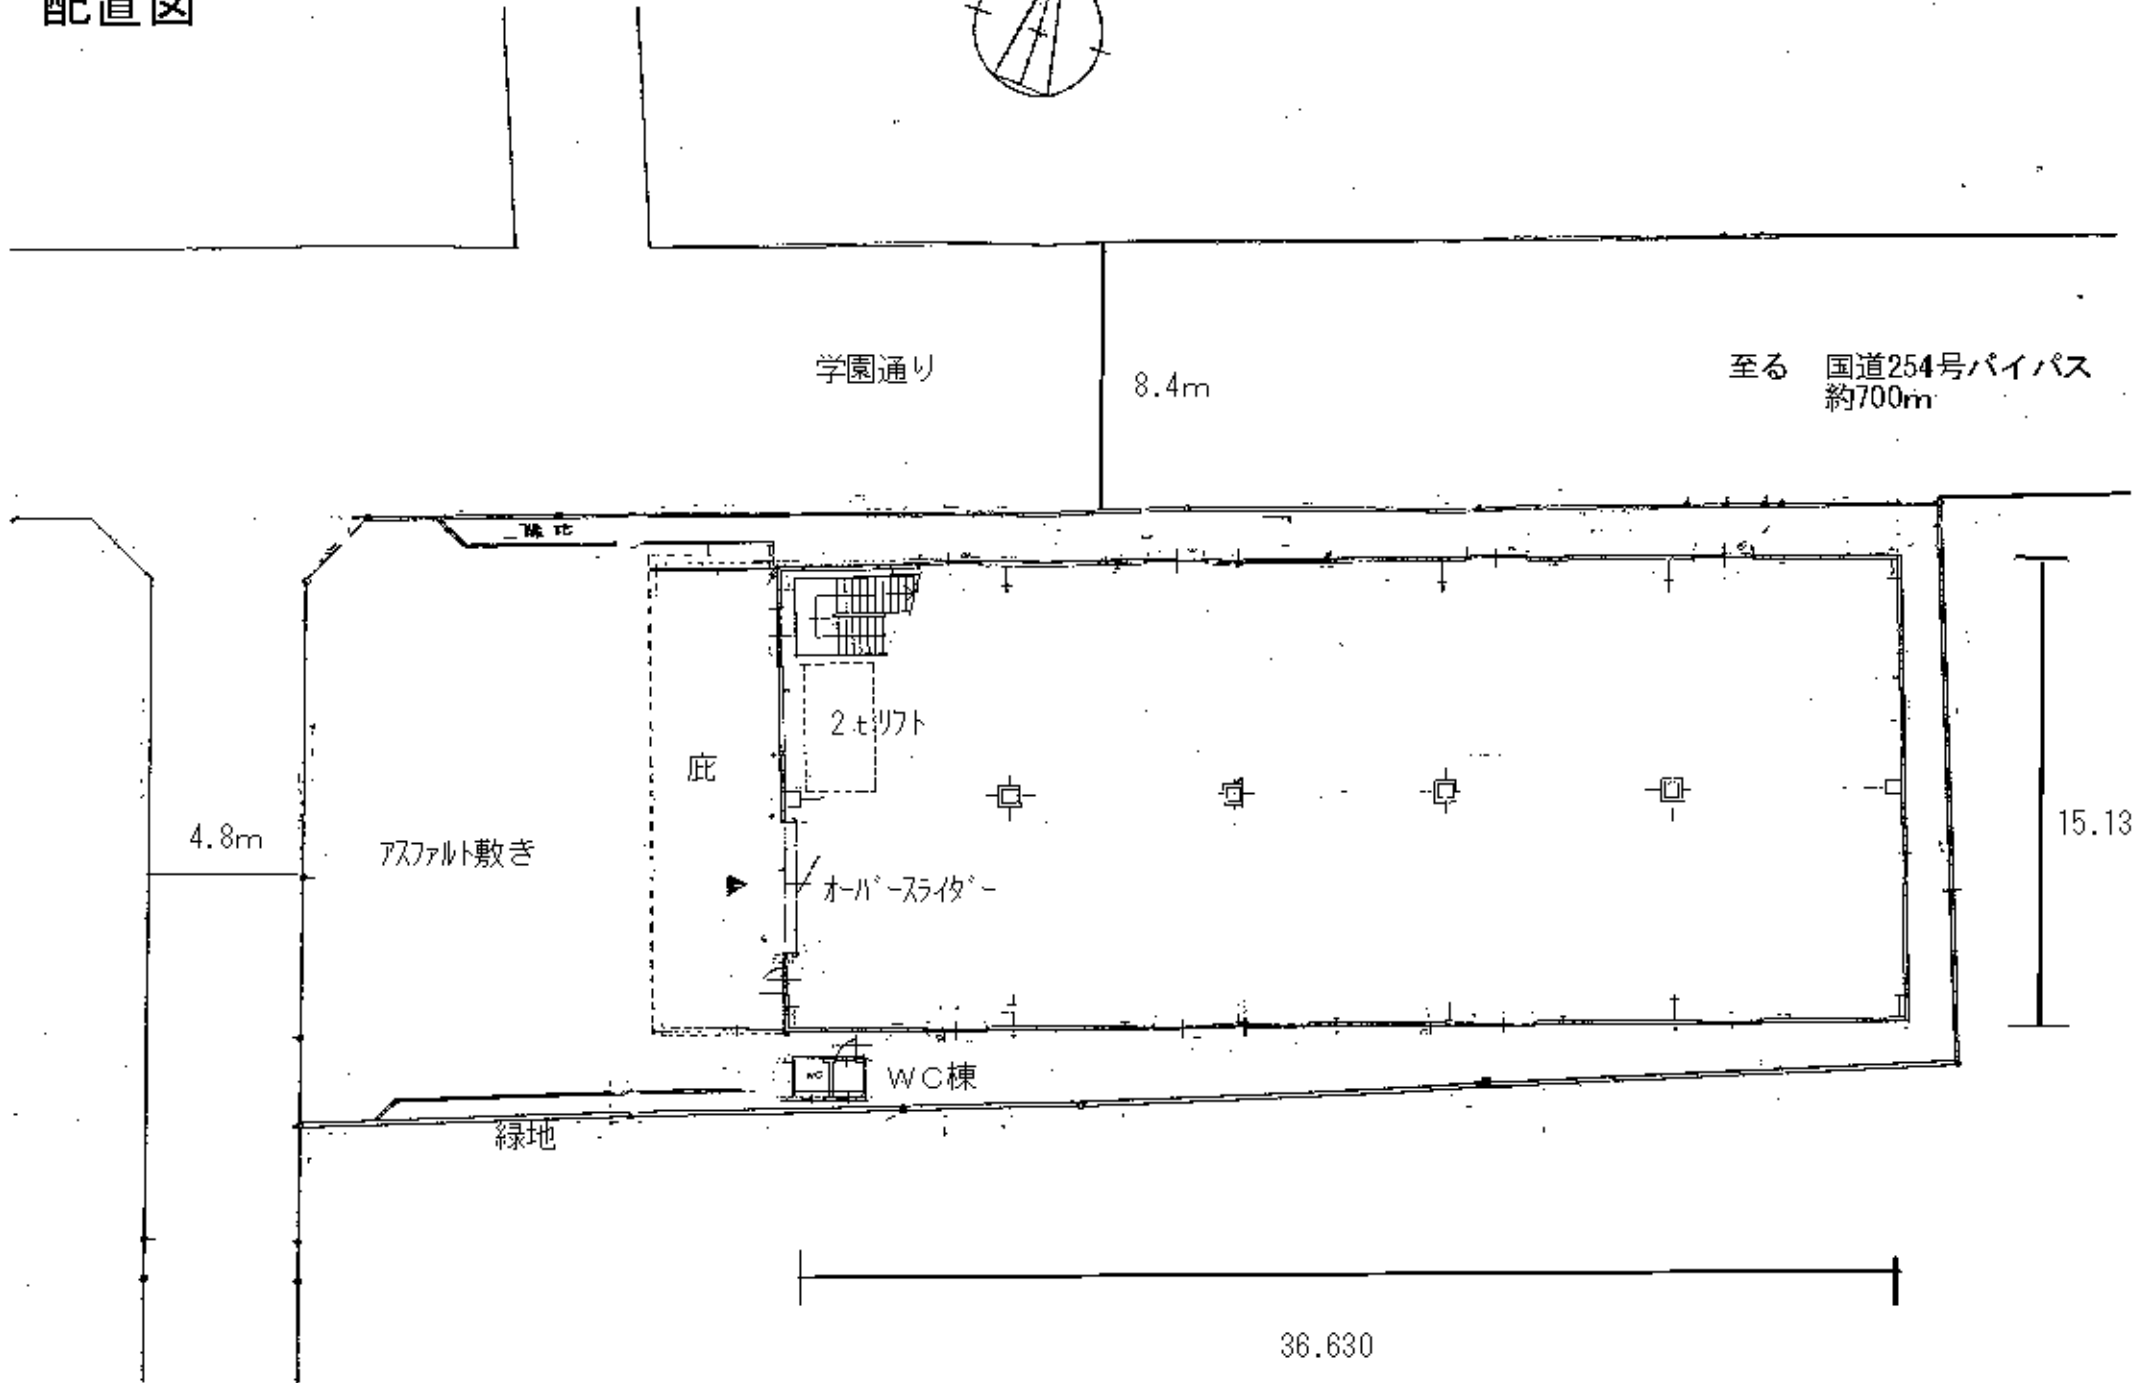 配置図
学園通り
8.4m
至る 国道254号バイパス
約700m
2.tリフト
庇
15.13
4.8m
アスファルト敷き
オーバースライダー
WC
WC棟
緑地
36.630